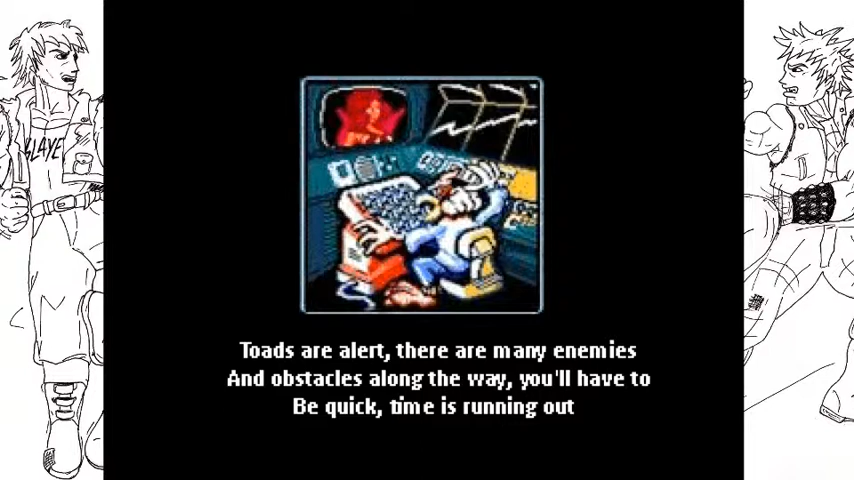 SLAYE
Toads are alert, there are many enemies
And obstacles along the way, you'll have to
Be quick, time is running out